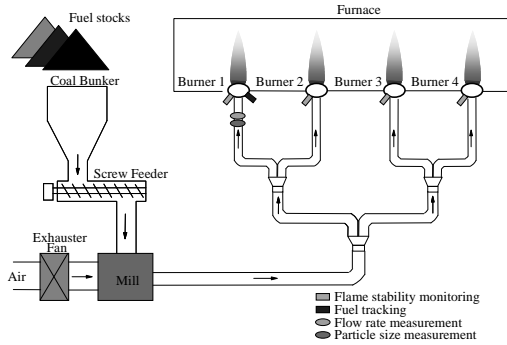 Fuel stocks
Furnace
Coal Bunker
Burner 1
Burner 2
Burner 3
Burner 4
Screw Feeder
Exhauster
Fan
Air
Mill
Flame stability monitoring
Fuel tracking
Flow rate measurement
Particle size measurement